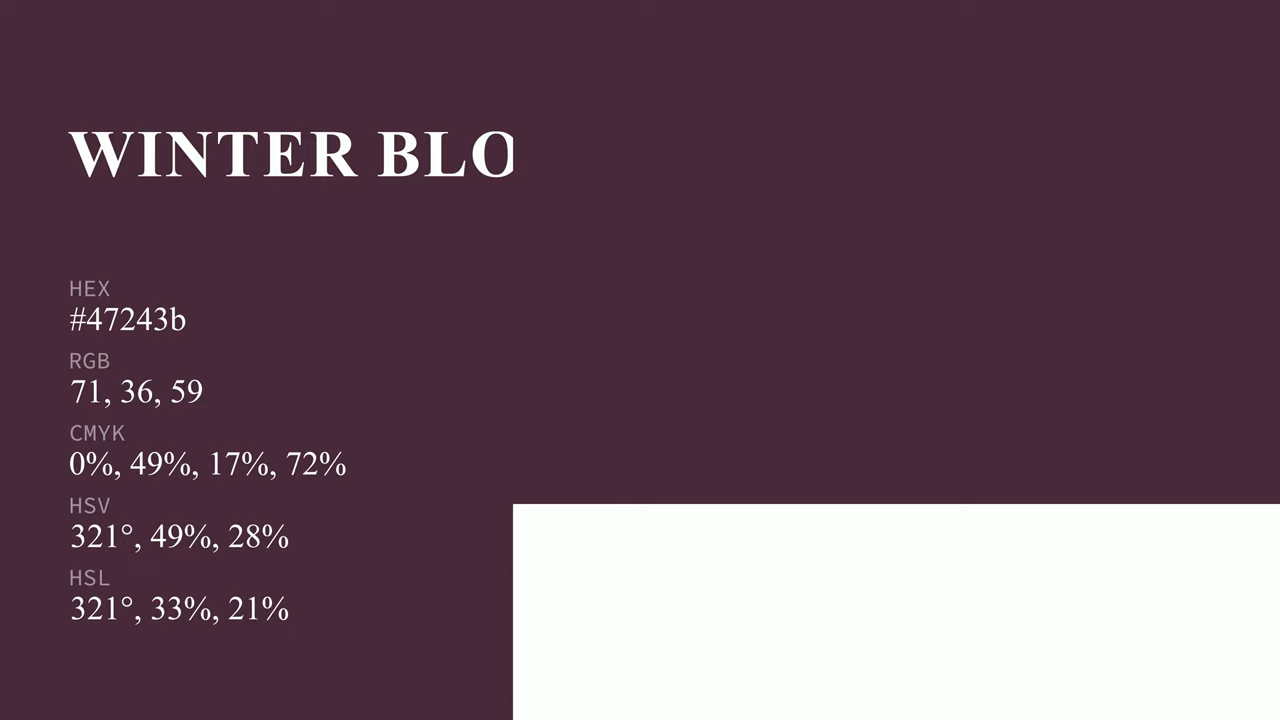 WINTER BLO
HEX
#47243b
RGB
71, 36, 59
CMYK
0%, 49%, 17%, 72%
HSV
321°, 49%, 28%
HSL
321°, 33%, 21%